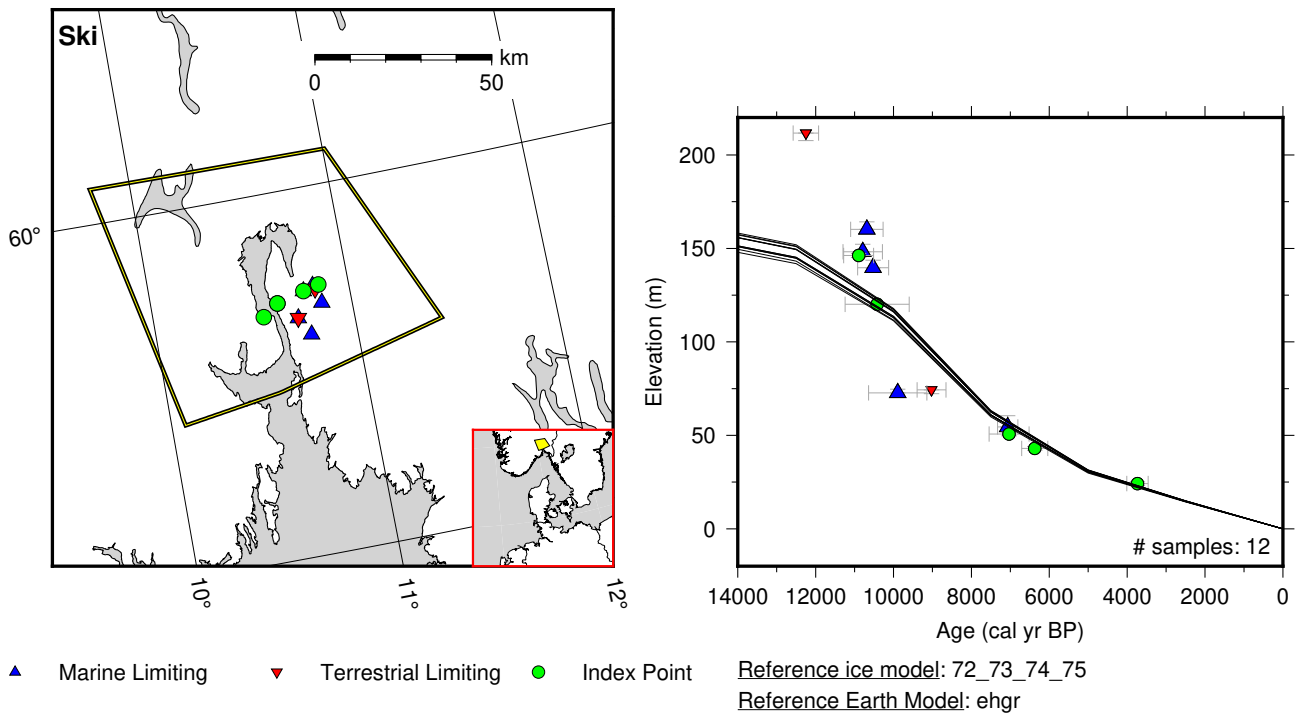 Ski
km
0 50
60°
10° 11° 12°
Elevation (m)
200
150
100
50
0
# samples: 12
14000 12000 10000 8000 6000 4000 2000 0
Age (cal yr BP)
Marine Limiting Terrestrial Limiting Index Point
Reference ice model: 72_73_74_75
Reference Earth Model: ehgr